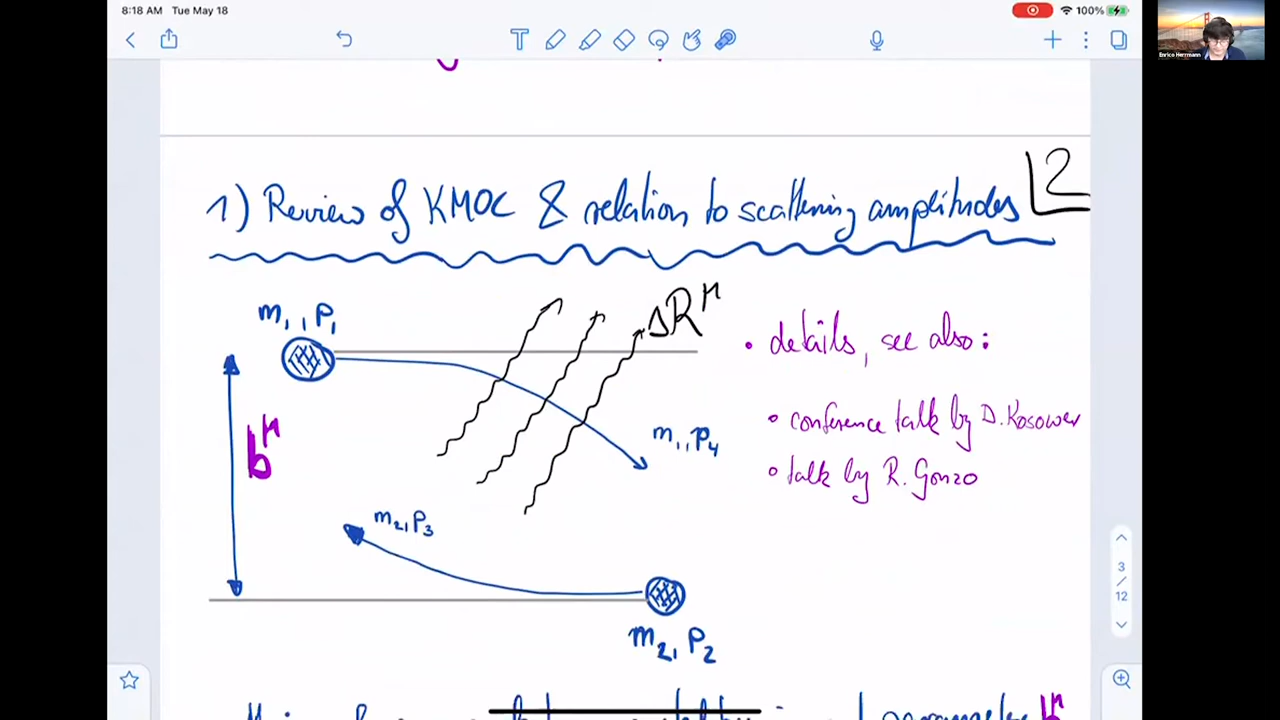 8:18 AM Tue May 18
100%
Enrico Herrmann
T
2
1) Review of KMOC & relation to scattering amplitudes
m₁, p₁
ΔR^μ
• details, see also:
• conference talk by D. Kosower
m₁, p₄
b^μ
• talk by R. Gonzo
m₂, p₃
3
/
12
m₂, p₂